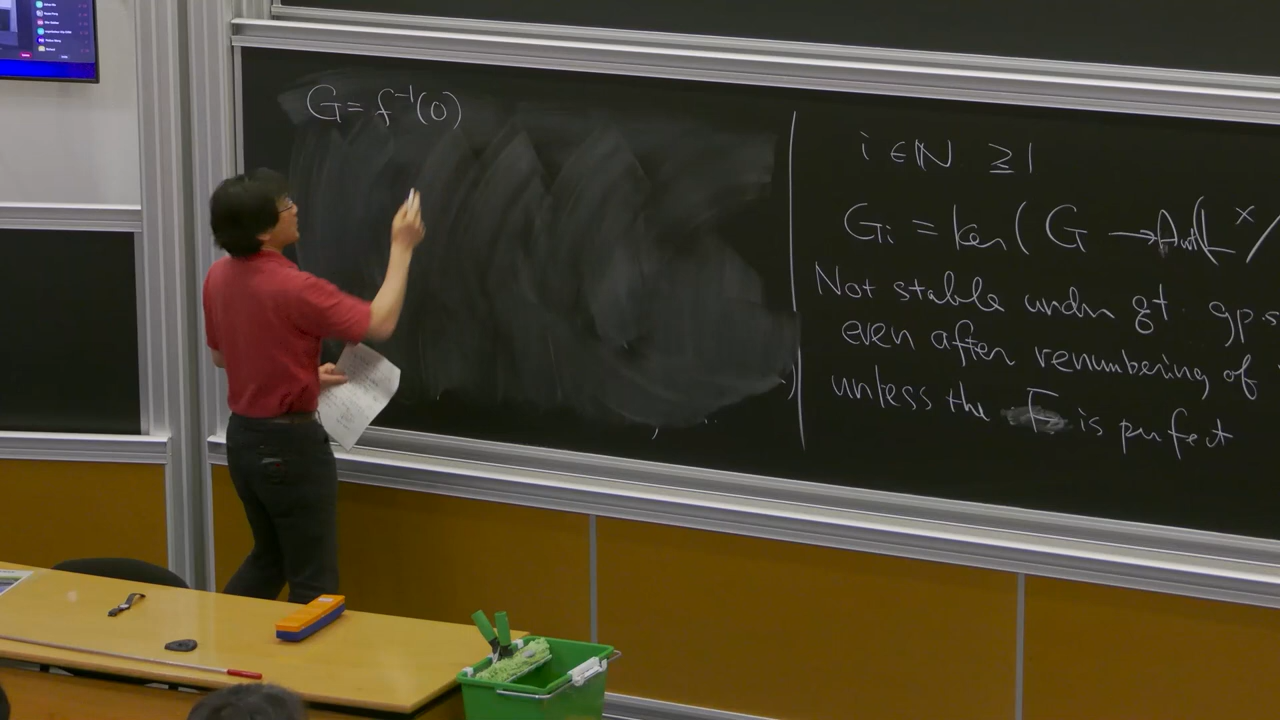 G = f⁻¹(0)
i ∈ ℕ ≥1
Gᵢ = ker( G → Aut(L^× /
Not stable under gt. gp.s
even after renumbering of
unless the F is perfect